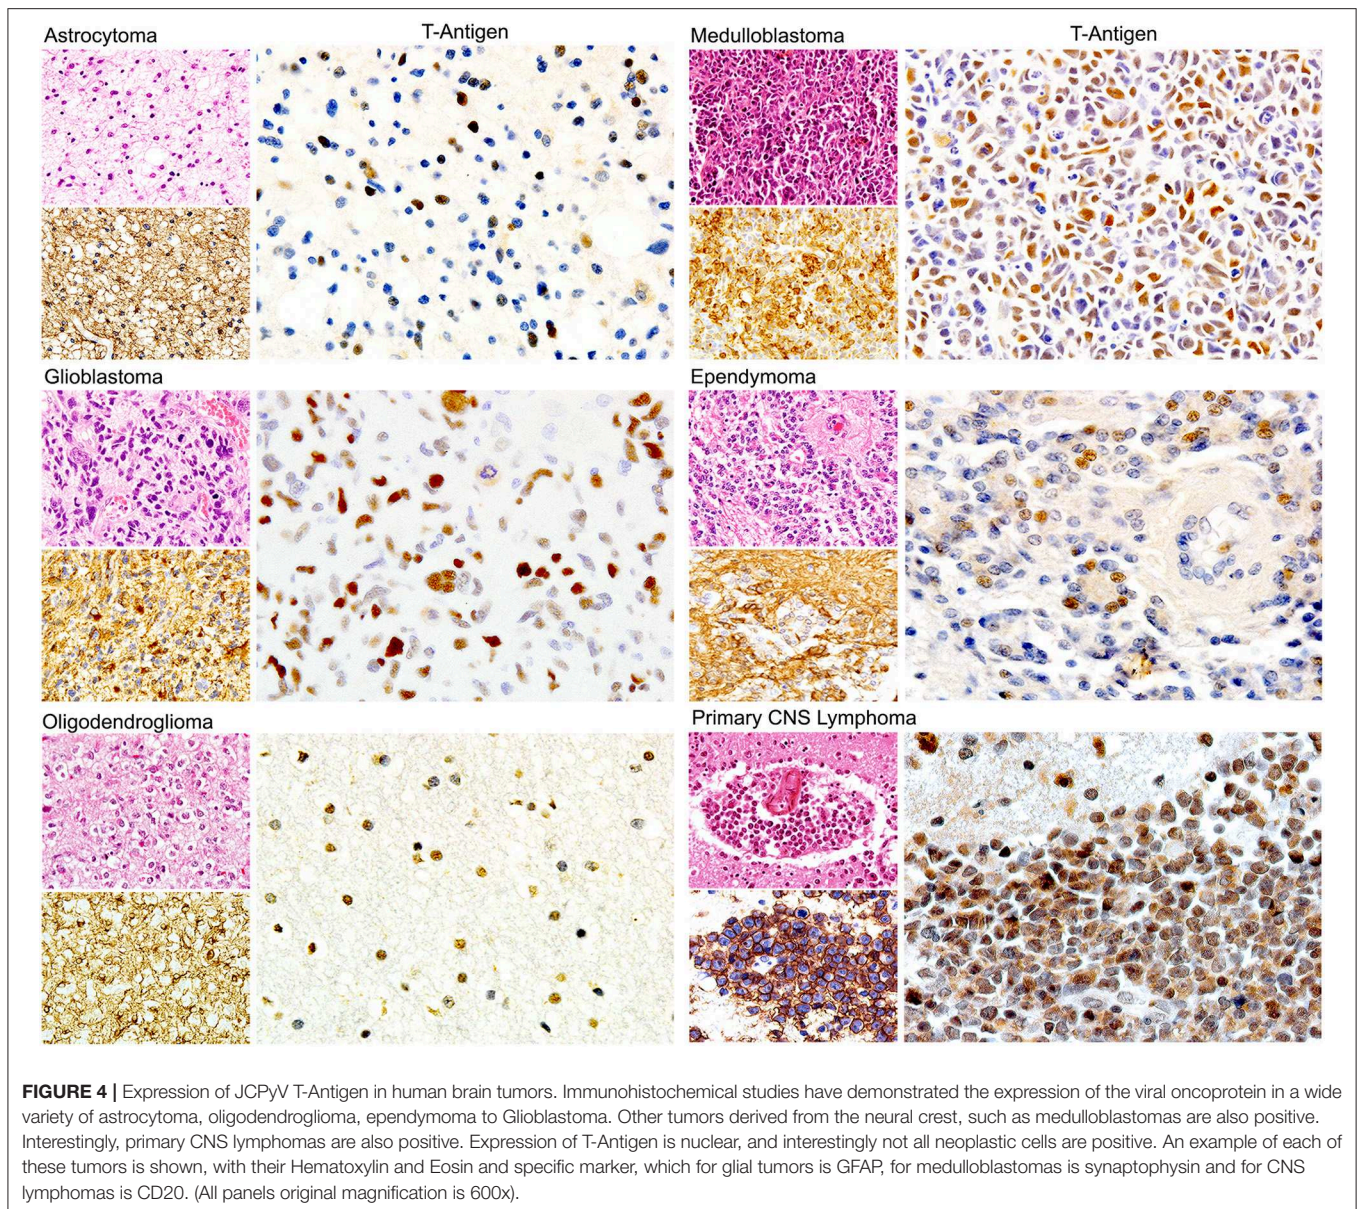 Astrocytoma
T-Antigen
Medulloblastoma
T-Antigen
Glioblastoma
Ependymoma
Oligodendroglioma
Primary CNS Lymphoma
FIGURE 4 | Expression of JCPyV T-Antigen in human brain tumors. Immunohistochemical studies have demonstrated the expression of the viral oncoprotein in a wide
variety of astrocytoma, oligodendroglioma, ependymoma to Glioblastoma. Other tumors derived from the neural crest, such as medulloblastomas are also positive.
Interestingly, primary CNS lymphomas are also positive. Expression of T-Antigen is nuclear, and interestingly not all neoplastic cells are positive. An example of each of
these tumors is shown, with their Hematoxylin and Eosin and specific marker, which for glial tumors is GFAP, for medulloblastomas is synaptophysin and for CNS
lymphomas is CD20. (All panels original magnification is 600x).